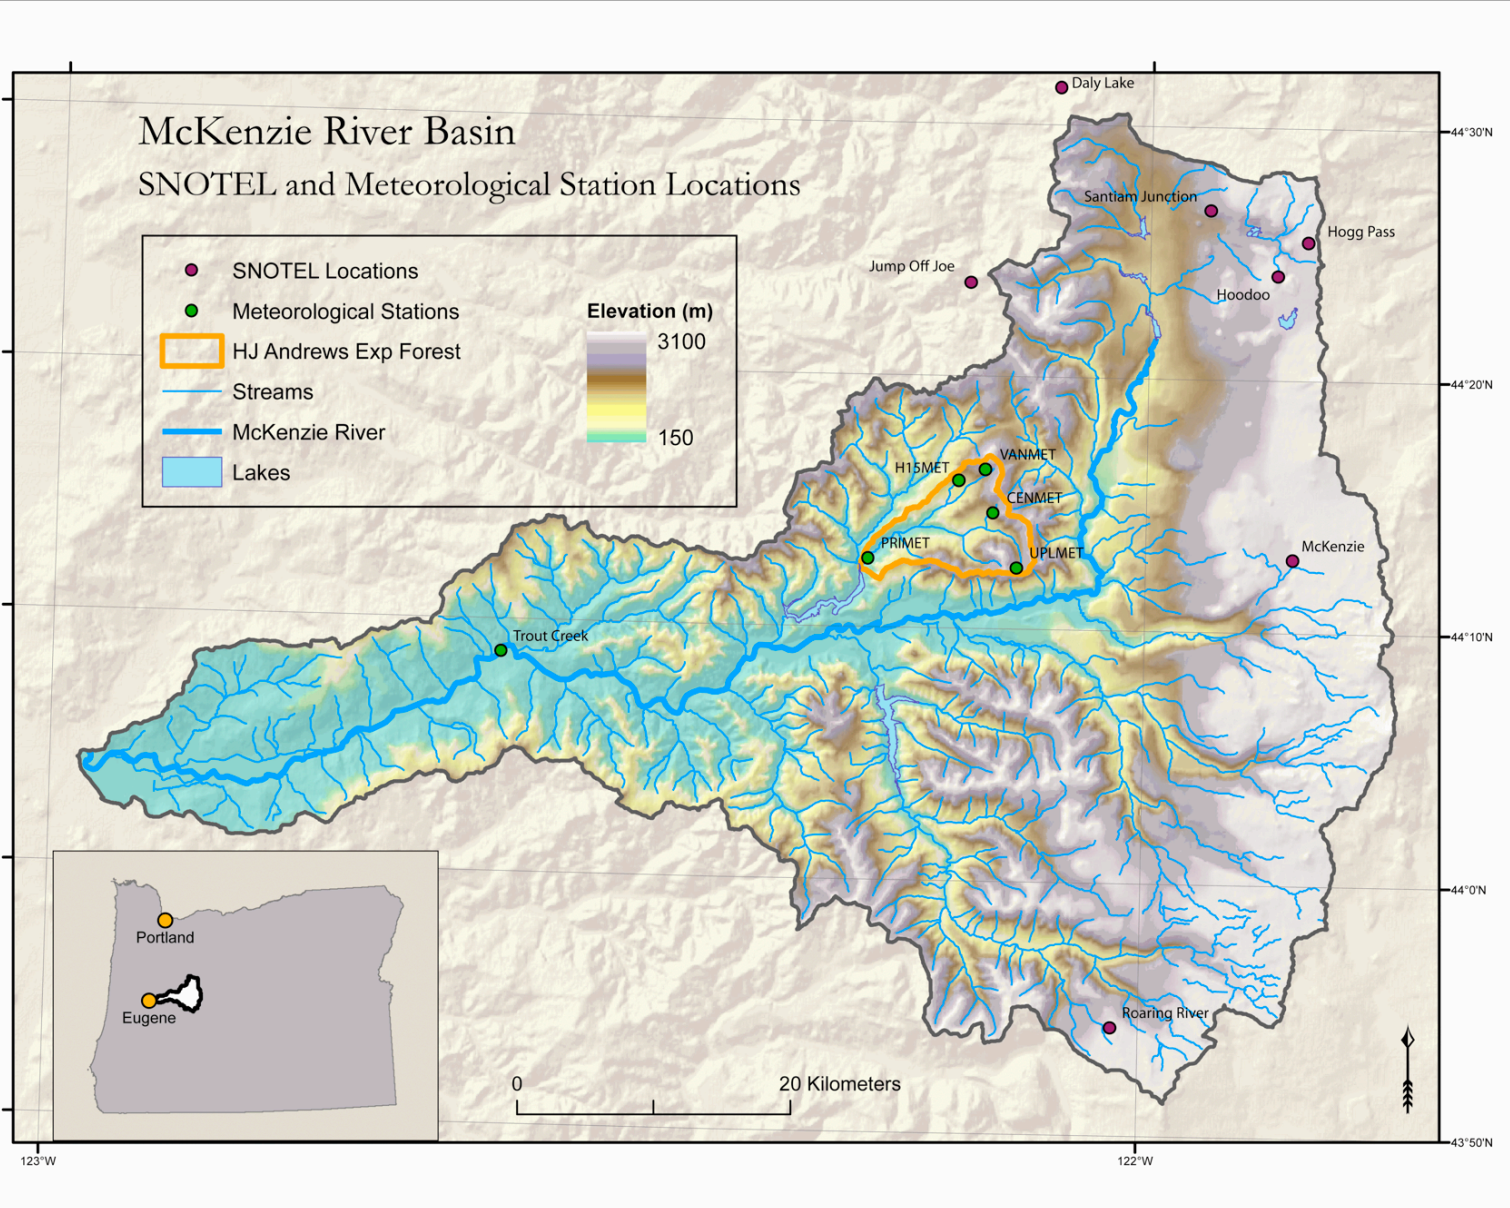 Daly Lake
McKenzie River Basin
SNOTEL and Meteorological Station Locations
44°30'N
Santiam Junction
Hogg Pass
Jump Off Joe
Hoodoo
SNOTEL Locations
Meteorological Stations
HJ Andrews Exp Forest
Streams
McKenzie River
Lakes
Elevation (m)
3100
150
44°20'N
VANMET
H15MET
CENMET
PRIMET
UPLMET
McKenzie
Trout Creek
44°10'N
44°0'N
Portland
Eugene
Roaring River
0
20 Kilometers
43°50'N
123°W
122°W